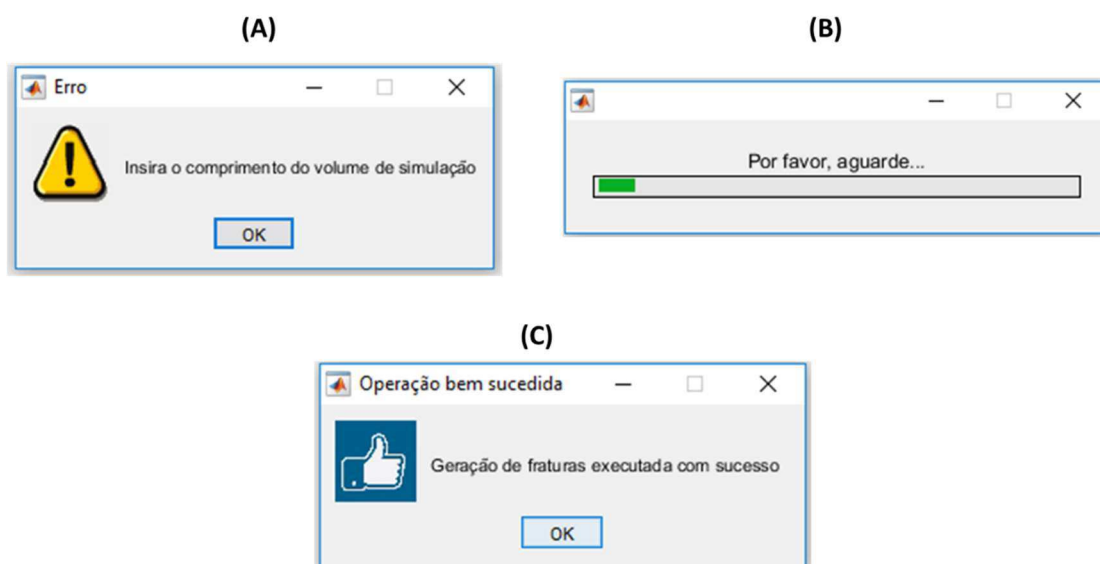 (A)
Erro
Insira o comprimento do volume de simulação
OK
(B)
Por favor, aguarde...
(C)
Operação bem sucedida
Geração de fraturas executada com sucesso
OK